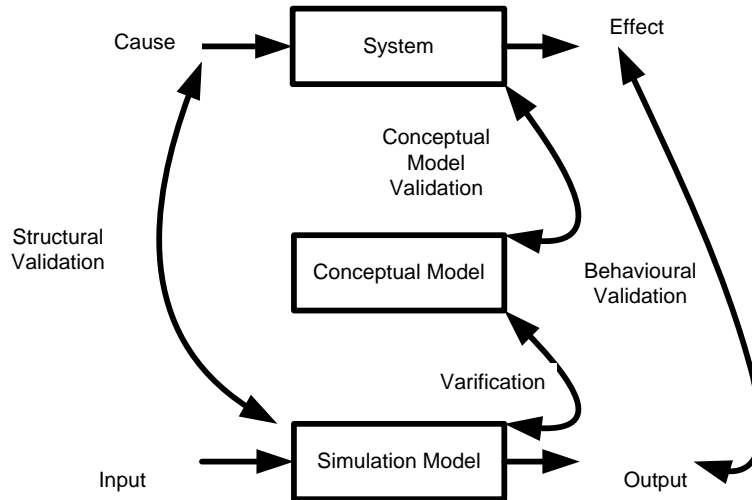 Cause
System
Effect
Conceptual
Model
Validation
Structural
Validation
Conceptual Model
Behavioural
Validation
Varification
Simulation Model
Input
Output